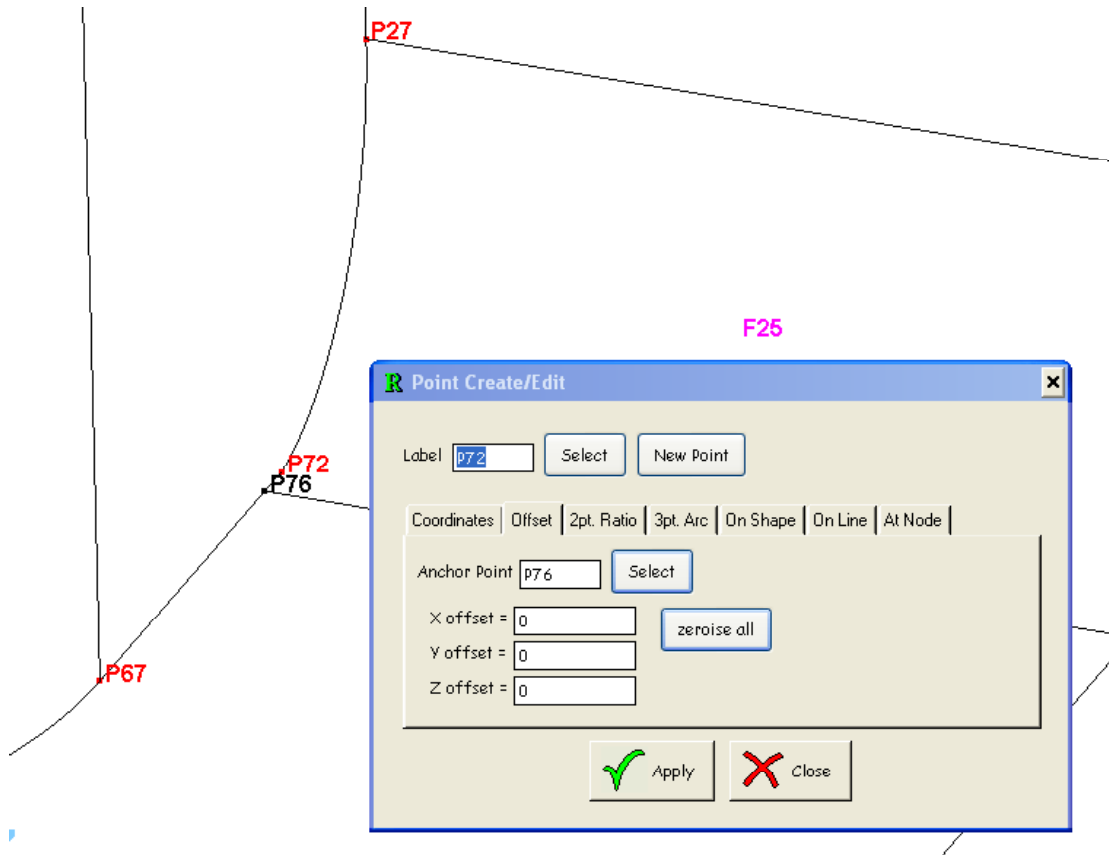 P27
F25
R Point Create/Edit
Label P72 Select New Point
P72
P76
Coordinates Offset 2pt. Ratio 3pt. Arc On Shape On Line At Node
Anchor Point P76 Select
X offset = 0 zeroise all
Y offset = 0
Z offset = 0
P67
Apply Close